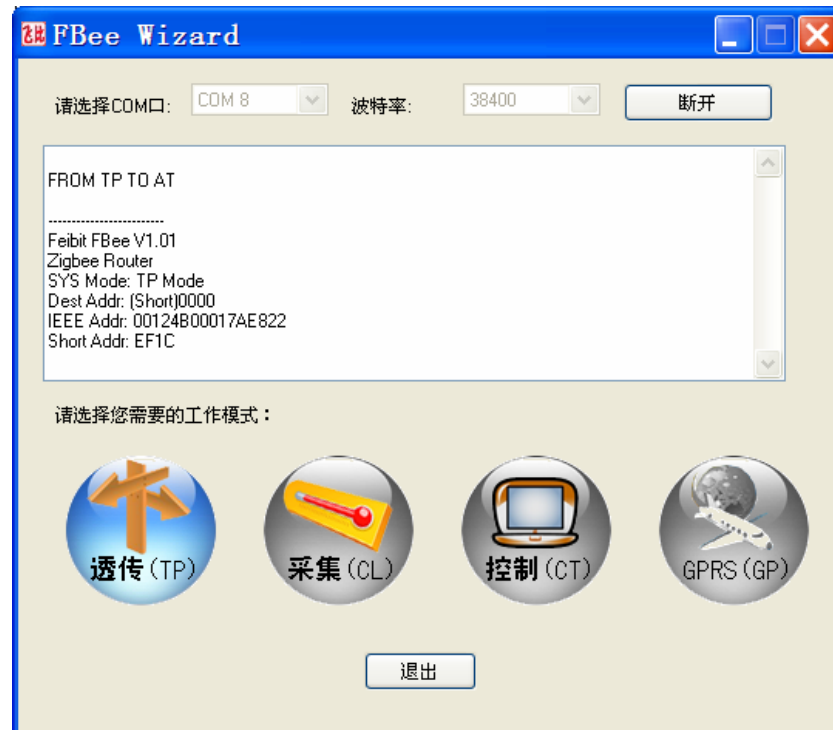 飞比 FBee Wizard
请选择COM口: COM 8 波特率: 38400 断开
FROM TP TO AT
-------------------------
Feibit FBee V1.01
Zigbee Router
SYS Mode: TP Mode
Dest Addr: (Short)0000
IEEE Addr: 00124B00017AE822
Short Addr: EF1C
请选择您需要的工作模式：
透传(TP) 采集(CL) 控制(CT) GPRS(GP)
退出